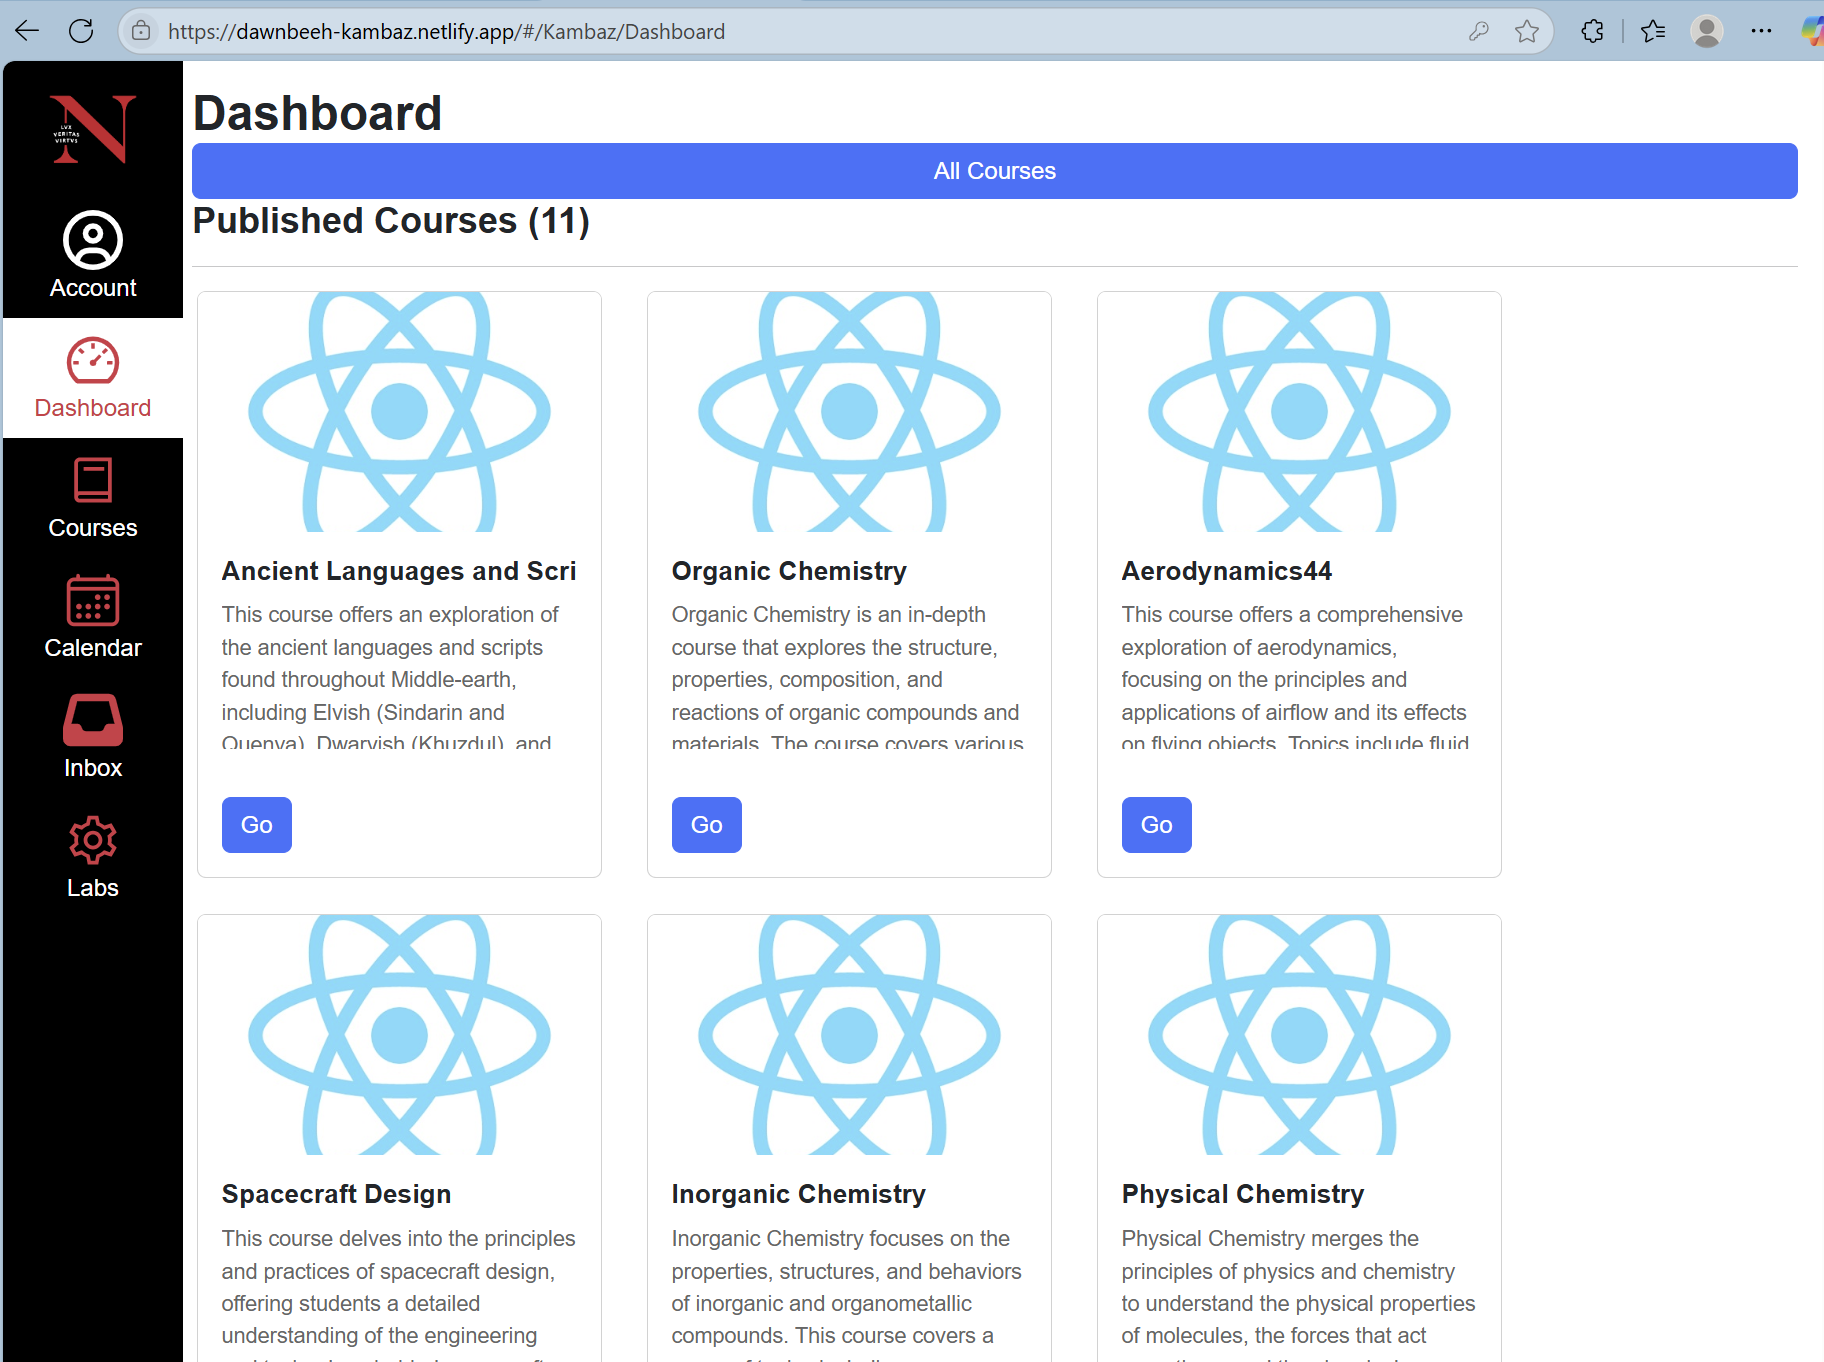 https://dawnbeeh-kambaz.netlify.app/#/Kambaz/Dashboard
LVX
VERITAS
VIRTVS
Account
Dashboard
Courses
Calendar
Inbox
Labs
Dashboard
All Courses
Published Courses (11)
Ancient Languages and Scri
This course offers an exploration of
the ancient languages and scripts
found throughout Middle-earth,
including Elvish (Sindarin and
Quenya), Dwarvish (Khuzdul), and
Go
Organic Chemistry
Organic Chemistry is an in-depth
course that explores the structure,
properties, composition, and
reactions of organic compounds and
materials. The course covers various
Go
Aerodynamics44
This course offers a comprehensive
exploration of aerodynamics,
focusing on the principles and
applications of airflow and its effects
on flying objects. Topics include fluid
Go
Spacecraft Design
This course delves into the principles
and practices of spacecraft design,
offering students a detailed
understanding of the engineering
Inorganic Chemistry
Inorganic Chemistry focuses on the
properties, structures, and behaviors
of inorganic and organometallic
compounds. This course covers a
Physical Chemistry
Physical Chemistry merges the
principles of physics and chemistry
to understand the physical properties
of molecules, the forces that act